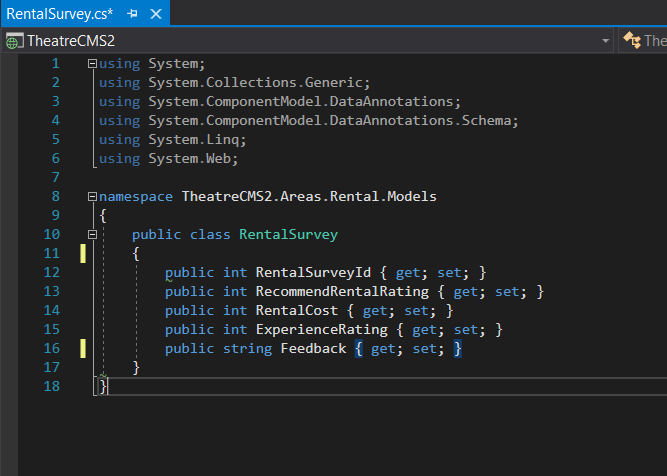 RentalSurvey.cs*
TheatreCMS2
The
1 using System;
2 using System.Collections.Generic;
3 using System.ComponentModel.DataAnnotations;
4 using System.ComponentModel.DataAnnotations.Schema;
5 using System.Linq;
6 using System.Web;
7
8 namespace TheatreCMS2.Areas.Rental.Models
9 {
10 public class RentalSurvey
11 {
12 public int RentalSurveyId { get; set; }
13 public int RecommendRentalRating { get; set; }
14 public int RentalCost { get; set; }
15 public int ExperienceRating { get; set; }
16 public string Feedback { get; set; }
17 }
18 }